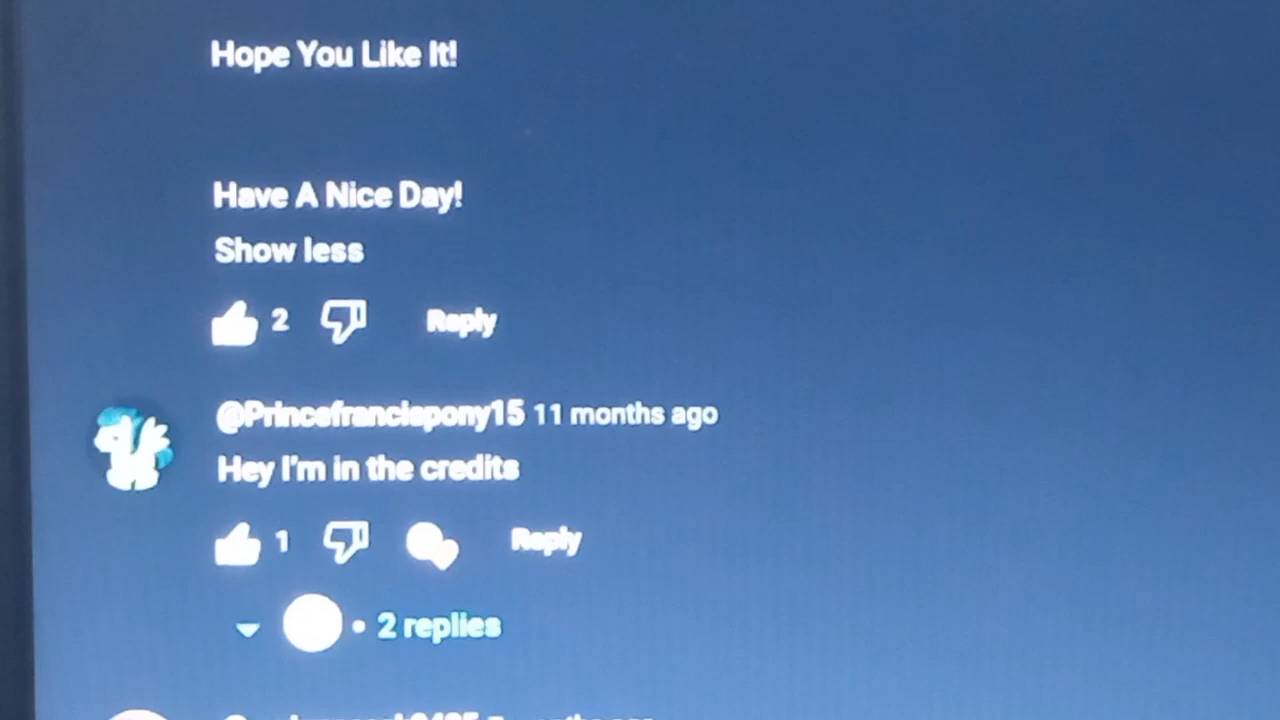 Hope You Like It!
Have A Nice Day!
Show less
2 Reply
@Princefrancispony15 11 months ago
Hey I'm in the credits
1 Reply
• 2 replies